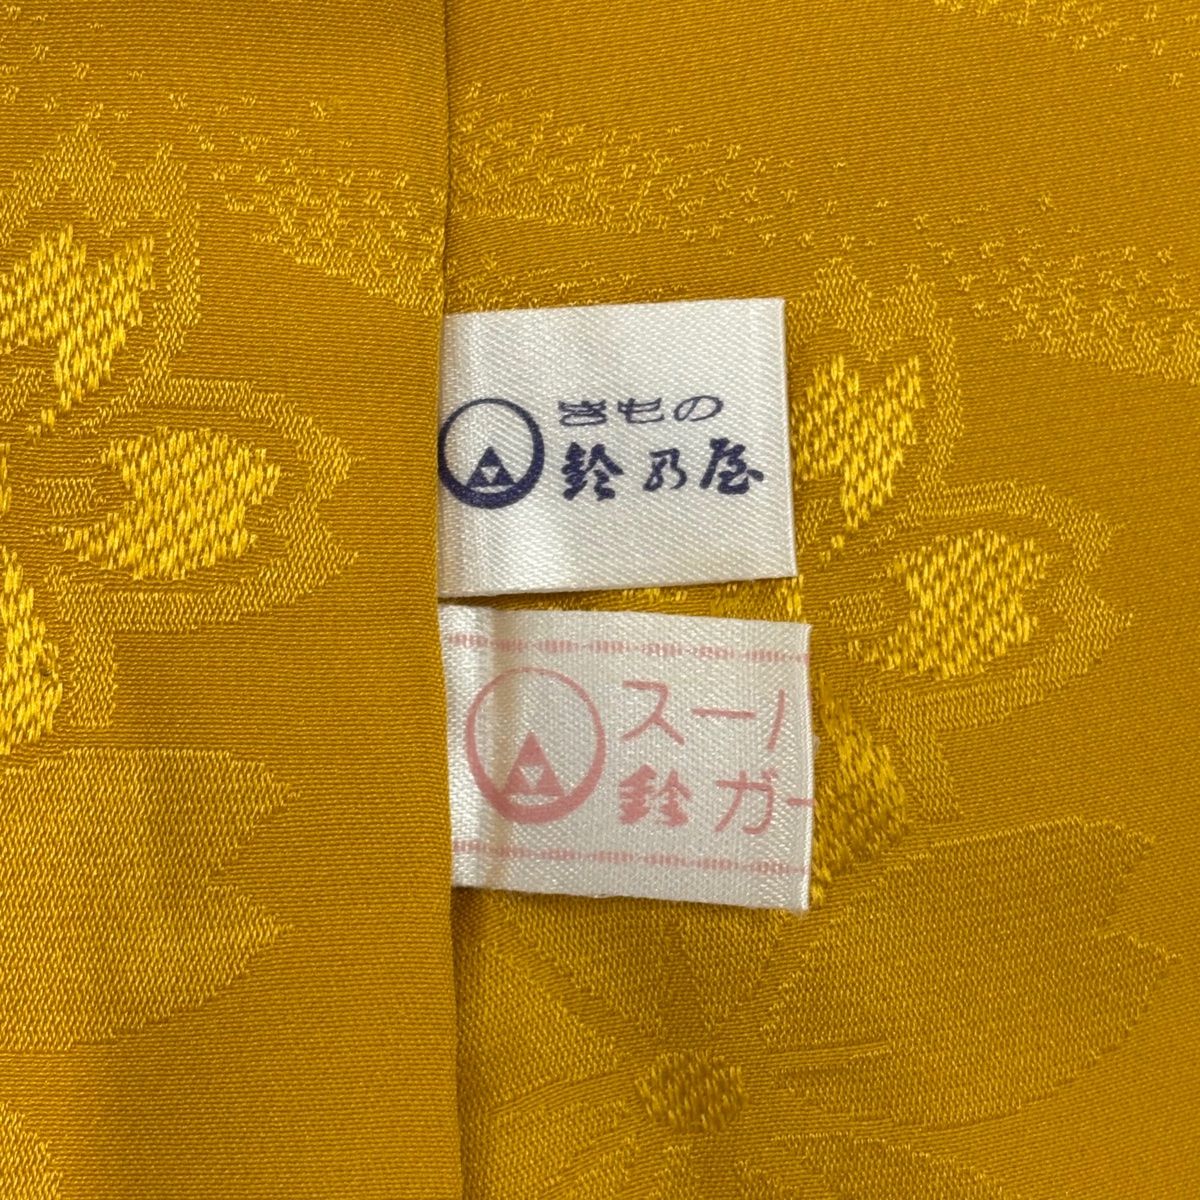 きもの
鈴乃屋
スーパ
鈴ガー